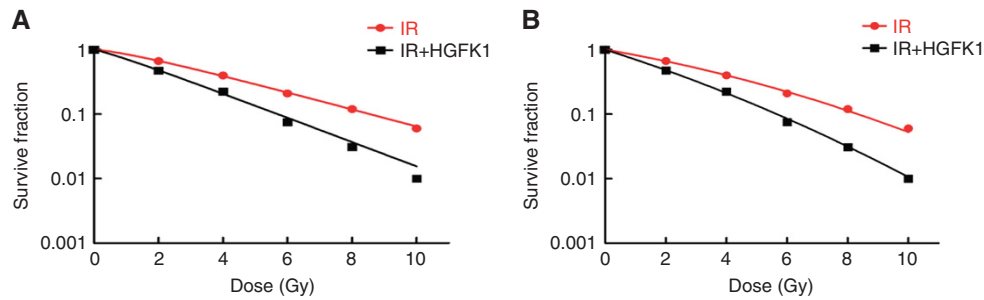 A
IR
IR+HGFK1
1
0.1
0.01
0.001
Survive fraction
0 2 4 6 8 10
Dose (Gy)
B
IR
IR+HGFK1
1
0.1
0.01
0.001
Survive fraction
0 2 4 6 8 10
Dose (Gy)